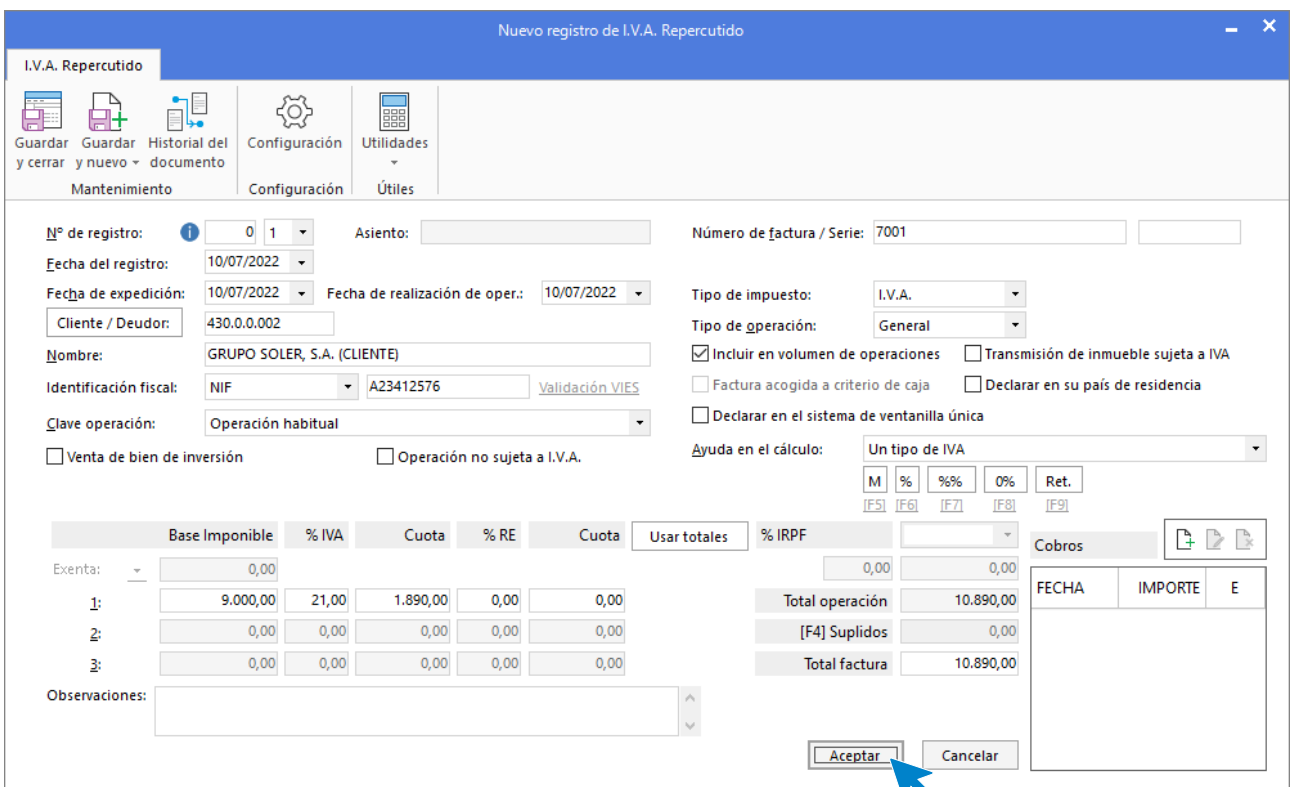 Nuevo registro de I.V.A. Repercutido
I.V.A. Repercutido
Guardar y cerrar
Guardar y nuevo
Historial del documento
Configuración
Utilidades
Mantenimiento
Configuración
Útiles
Nº de registro: 0 1 Asiento:
Fecha del registro: 10/07/2022
Fecha de expedición: 10/07/2022 Fecha de realización de oper.: 10/07/2022
Cliente / Deudor: 430.0.0.002
Nombre: GRUPO SOLER, S.A. (CLIENTE)
Identificación fiscal: NIF A23412576 Validación VIES
Clave operación: Operación habitual
Venta de bien de inversión Operación no sujeta a I.V.A.
Número de factura / Serie: 7001
Tipo de impuesto: I.V.A.
Tipo de operación: General
Incluir en volumen de operaciones Transmisión de inmueble sujeta a IVA
Factura acogida a criterio de caja Declarar en su país de residencia
Declarar en el sistema de ventanilla única
Ayuda en el cálculo: Un tipo de IVA
M % %% 0% Ret.
[F5] [F6] [F7] [F8] [F9]
Base Imponible % IVA Cuota % RE Cuota Usar totales
Exenta: 0,00
1: 9.000,00 21,00 1.890,00 0,00 0,00
2: 0,00 0,00 0,00 0,00 0,00
3: 0,00 0,00 0,00 0,00 0,00
Observaciones:
% IRPF
0,00 0,00
Total operación 10.890,00
[F4] Suplidos 0,00
Total factura 10.890,00
Cobros
FECHA IMPORTE E
Aceptar Cancelar